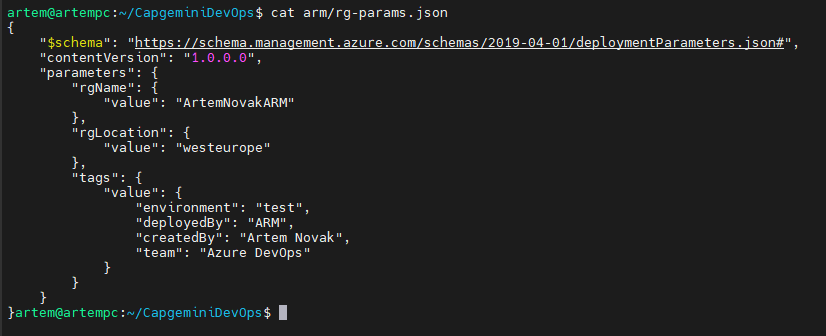 artem@artempc:~/CapgeminiDevOps$ cat arm/rg-params.json
{
    "$schema": "https://schema.management.azure.com/schemas/2019-04-01/deploymentParameters.json#",
    "contentVersion": "1.0.0.0",
    "parameters": {
        "rgName": {
            "value": "ArtemNovakARM"
        },
        "rgLocation": {
            "value": "westeurope"
        },
        "tags": {
            "value": {
                "environment": "test",
                "deployedBy": "ARM",
                "createdBy": "Artem Novak",
                "team": "Azure DevOps"
            }
        }
    }
}artem@artempc:~/CapgeminiDevOps$